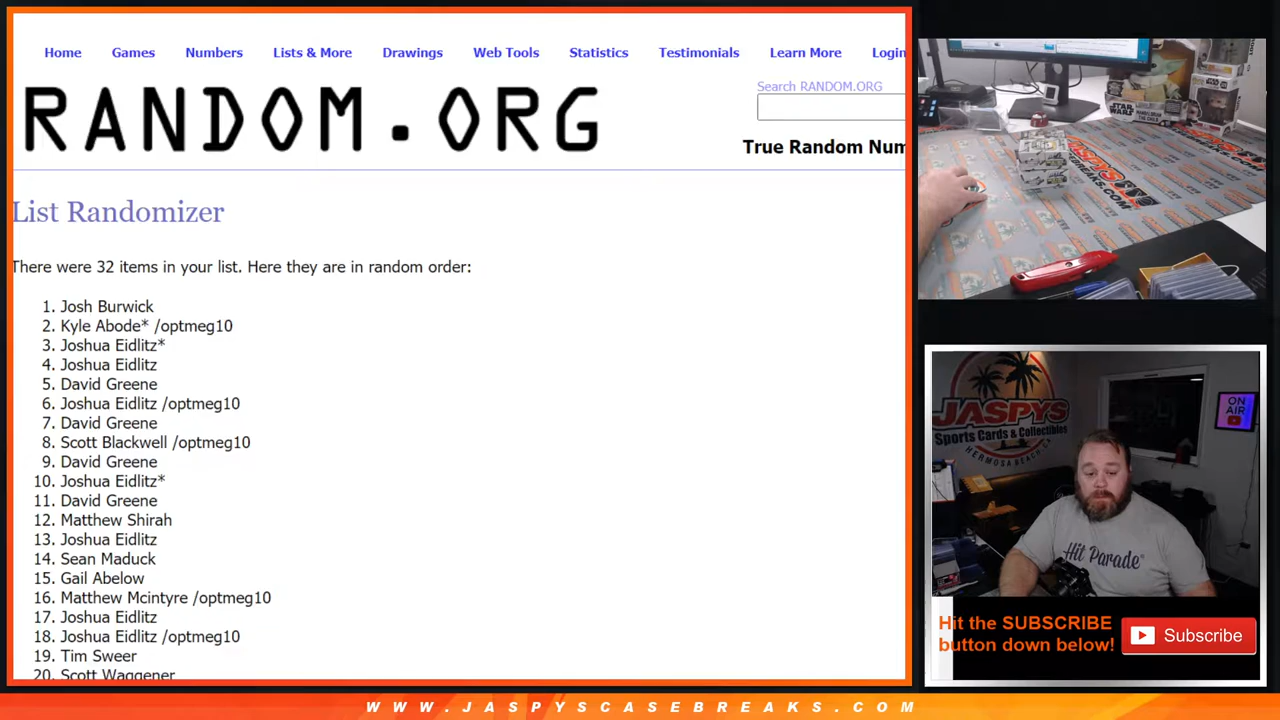 Home Games Numbers Lists & More Drawings Web Tools Statistics Testimonials Learn More Login
RANDOM.ORG
Search RANDOM.ORG
True Random Num
List Randomizer
There were 32 items in your list. Here they are in random order:
1. Josh Burwick
2. Kyle Abode* /optmeg10
3. Joshua Eidlitz*
4. Joshua Eidlitz
5. David Greene
6. Joshua Eidlitz /optmeg10
7. David Greene
8. Scott Blackwell /optmeg10
9. David Greene
10. Joshua Eidlitz*
11. David Greene
12. Matthew Shirah
13. Joshua Eidlitz
14. Sean Maduck
15. Gail Abelow
16. Matthew Mcintyre /optmeg10
17. Joshua Eidlitz
18. Joshua Eidlitz /optmeg10
19. Tim Sweer
20. Scott Waggener
STAR WARS
JASPYS
CASEBREAKS.COM
JASPYS
Sports Cards & Collectibles
HERMOSA BEACH, CA
ON AIR
Hit Parade
Hit the SUBSCRIBE
button down below!
Subscribe
WWW.JASPYSCASEBREAKS.COM